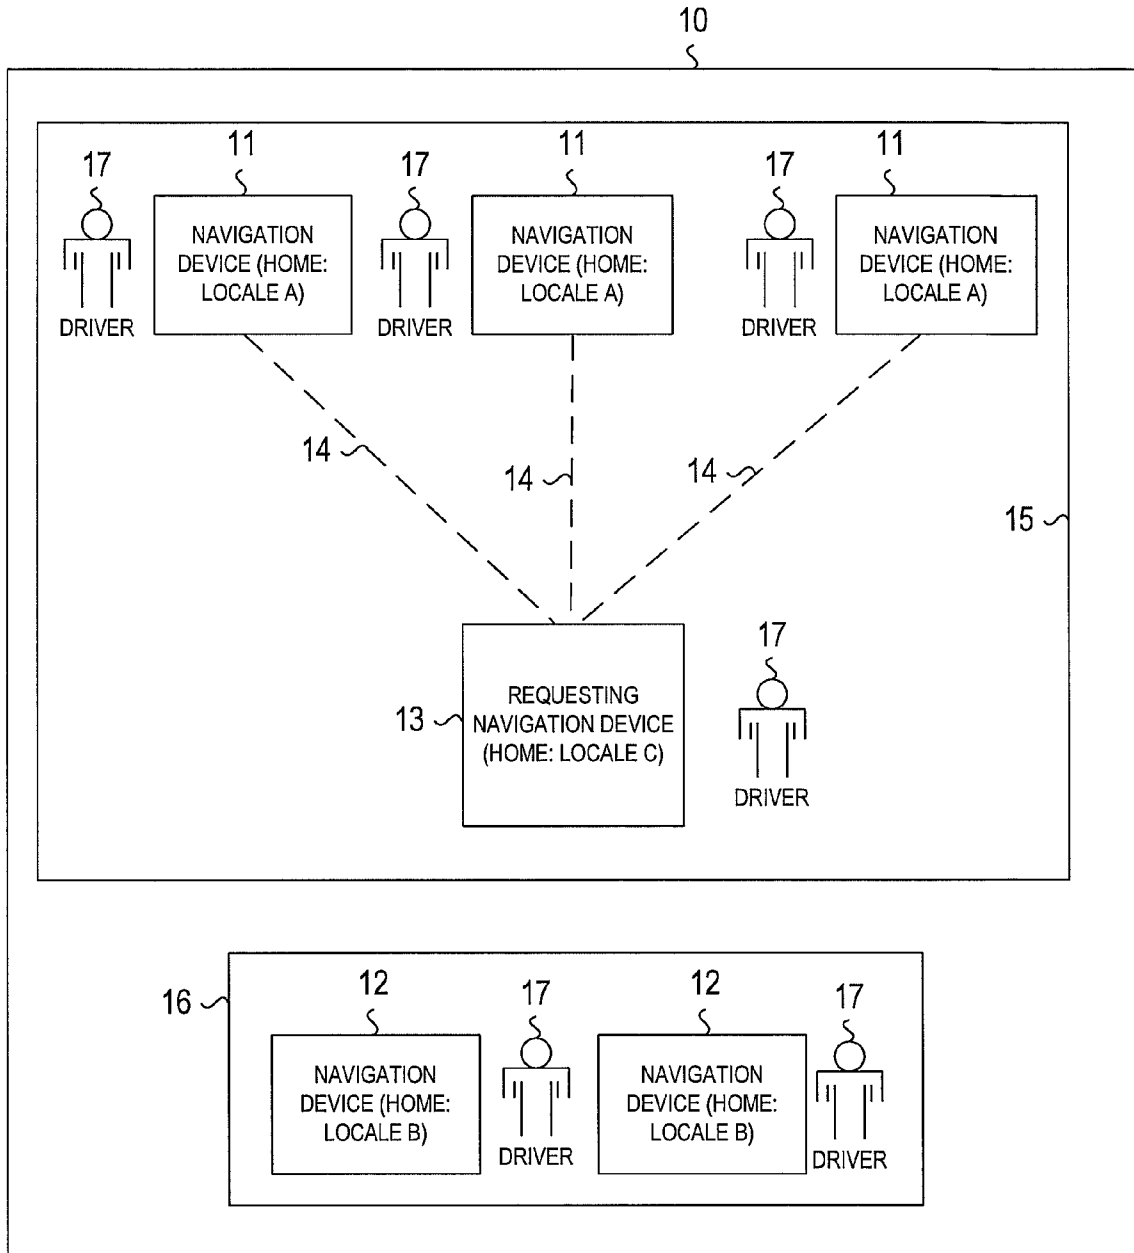 10
17
11
17
11
17
11
NAVIGATION
DEVICE (HOME:
LOCALE A)
NAVIGATION
DEVICE (HOME:
LOCALE A)
NAVIGATION
DEVICE (HOME:
LOCALE A)
DRIVER
DRIVER
DRIVER
14
14
14
15
17
13
REQUESTING
NAVIGATION DEVICE
(HOME: LOCALE C)
DRIVER
16
12
17
12
17
NAVIGATION
DEVICE (HOME:
LOCALE B)
NAVIGATION
DEVICE (HOME:
LOCALE B)
DRIVER
DRIVER